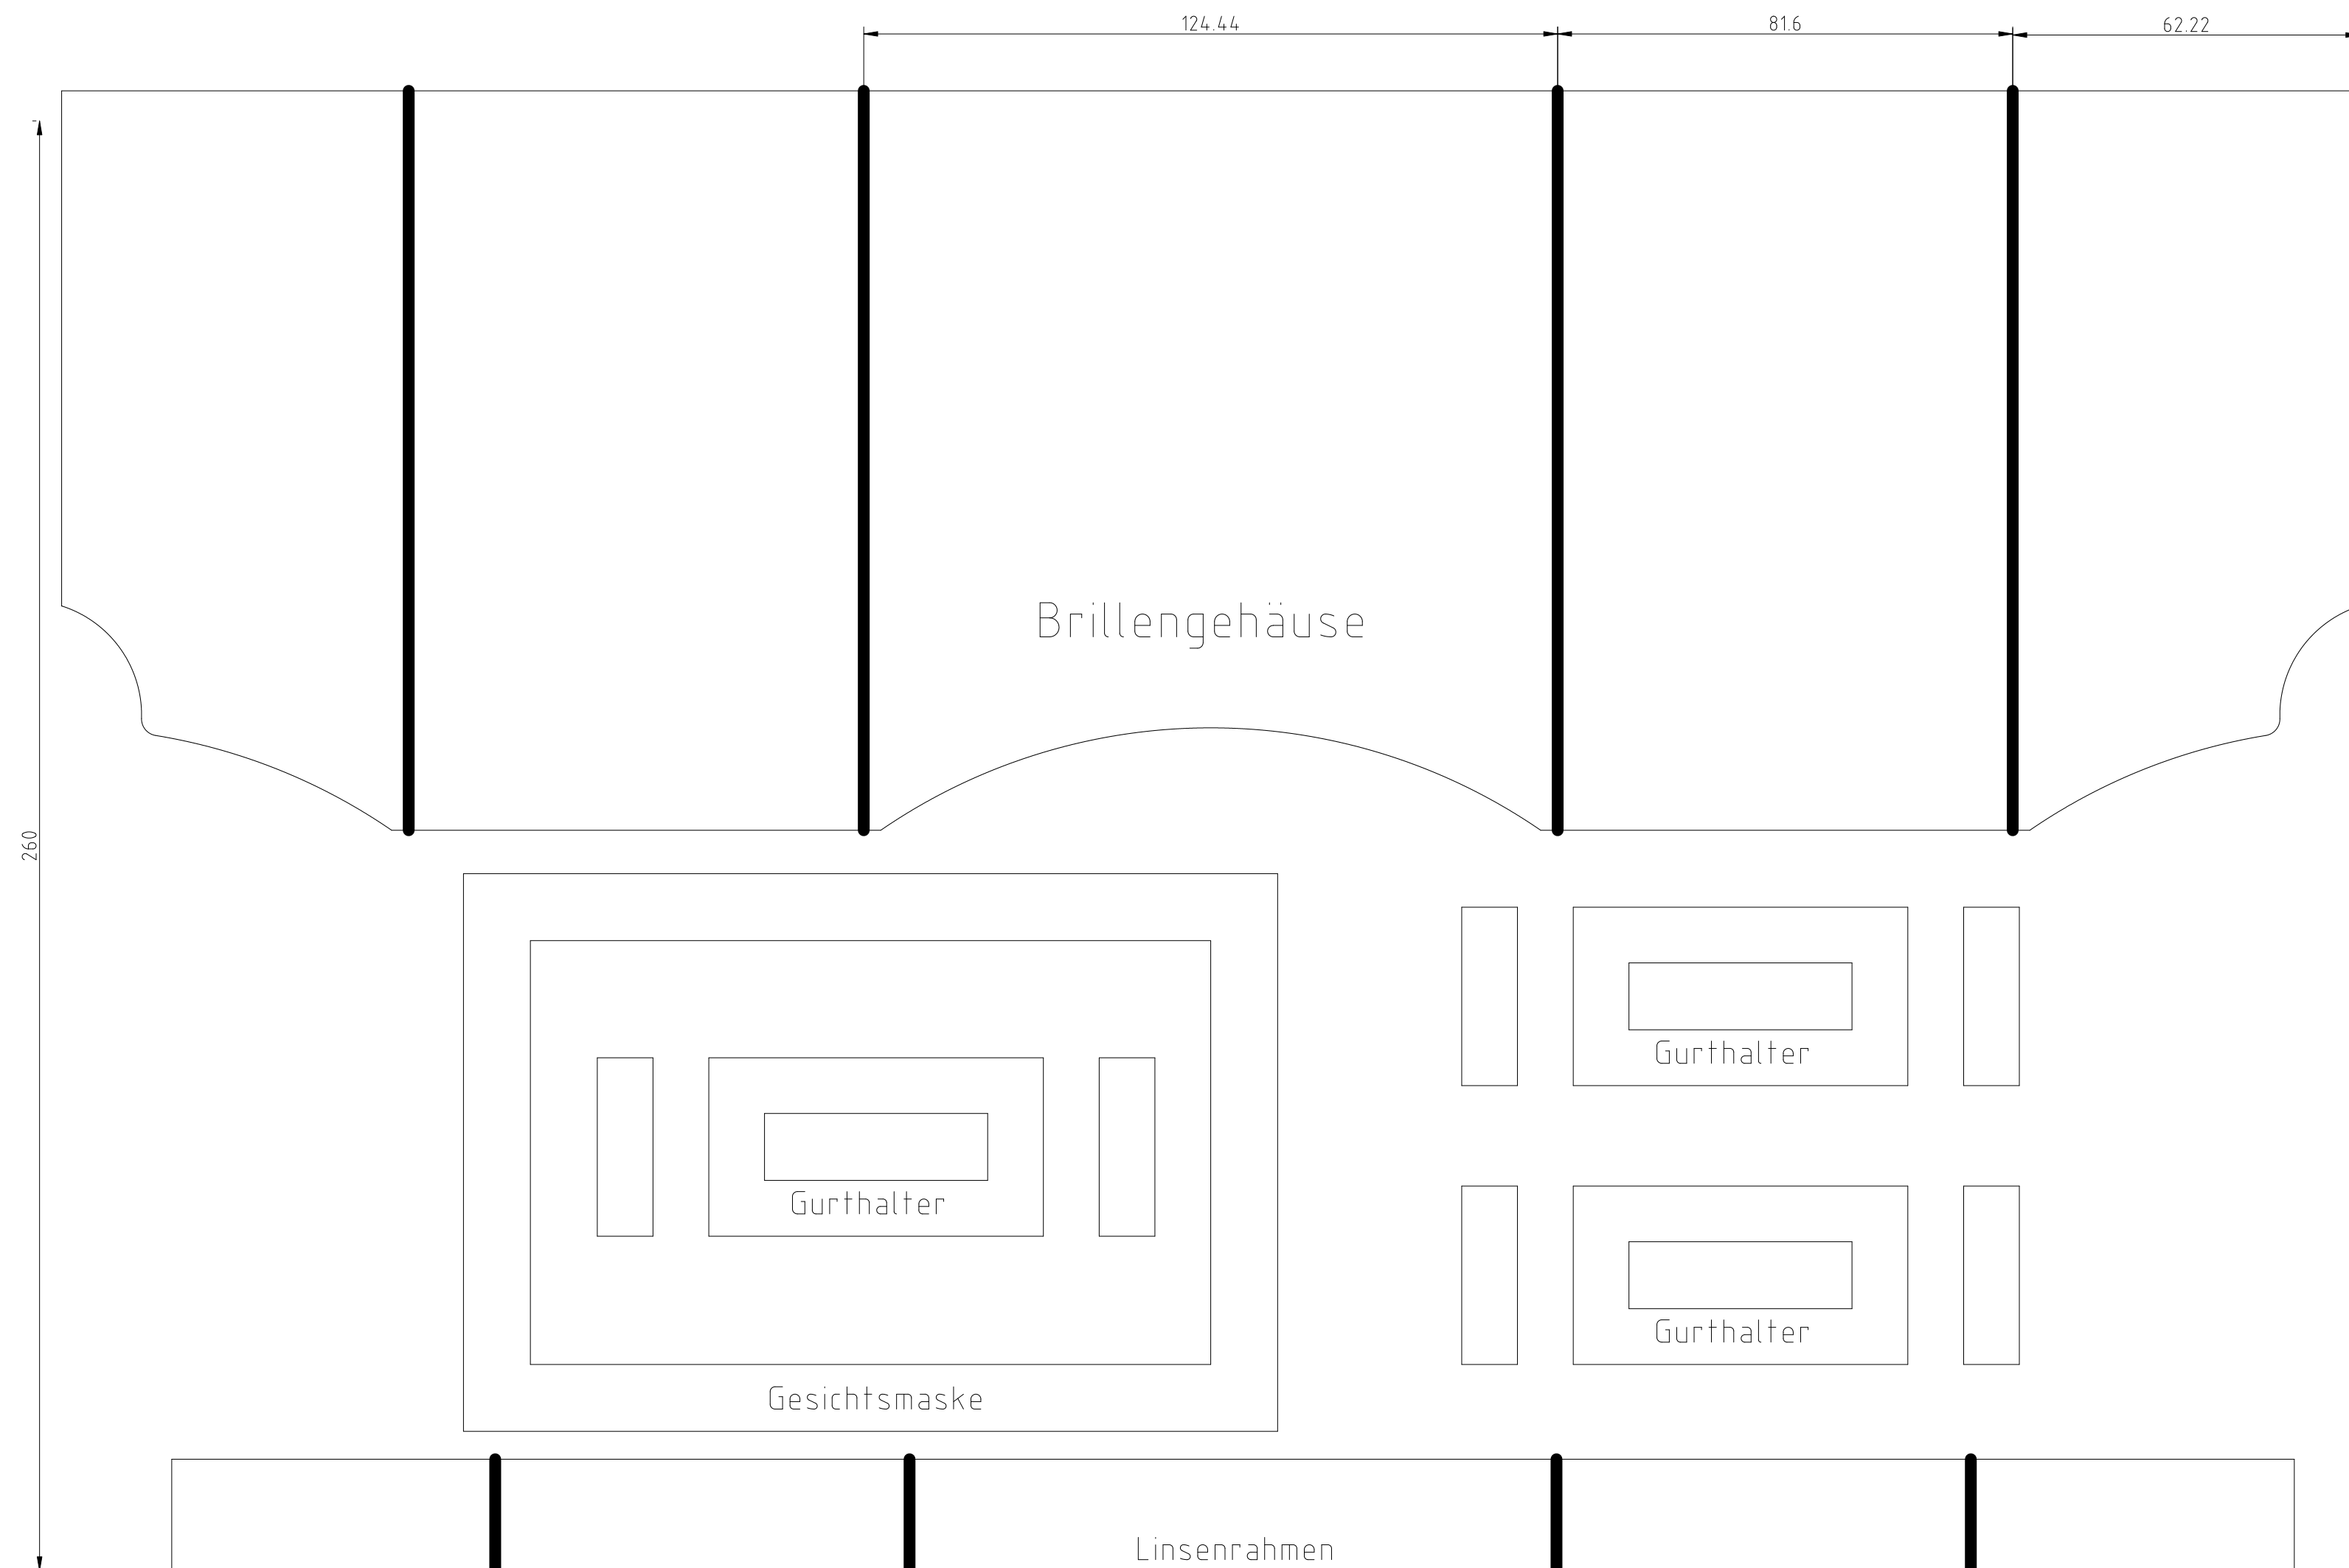 124.44
81.6
62.22
Brillengehäuse
260
Gurthalter
Gurthalter
Gurthalter
Gesichtsmaske
Linsenrahmen